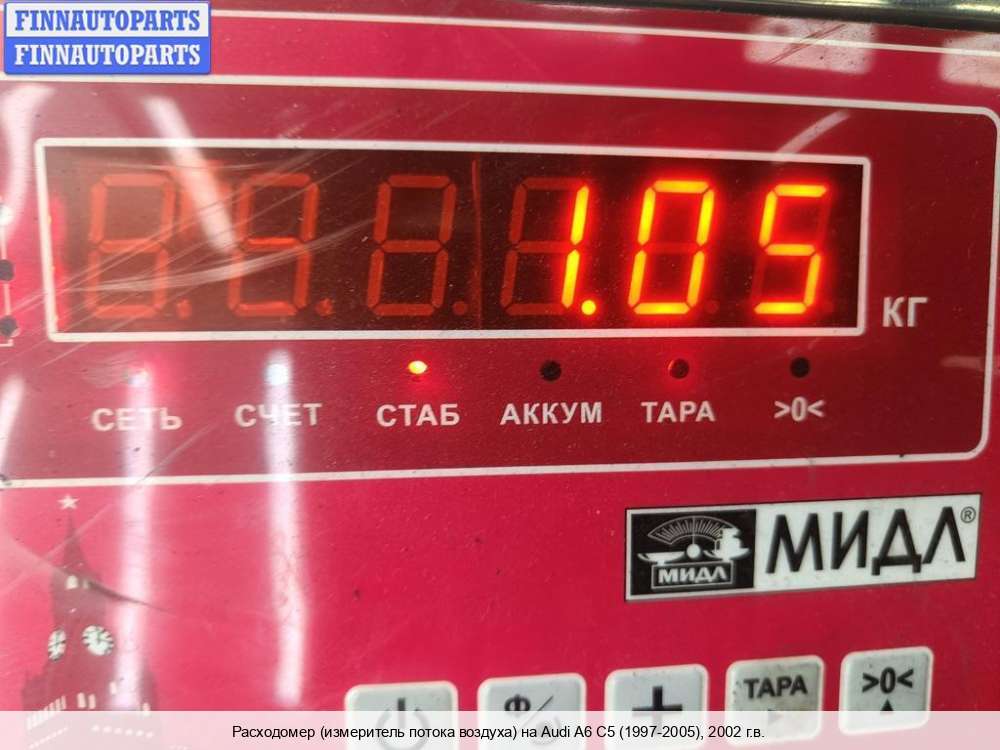 FINNAUTOPARTS
FINNAUTOPARTS
1.05
КГ
СЕТЬ СЧЕТ СТАБ АККУМ ТАРА >0<
МИДЛ МИДЛ®
Ф/
+
ТАРА
>0<
Расходомер (измеритель потока воздуха) на Audi A6 C5 (1997-2005), 2002 г.в.